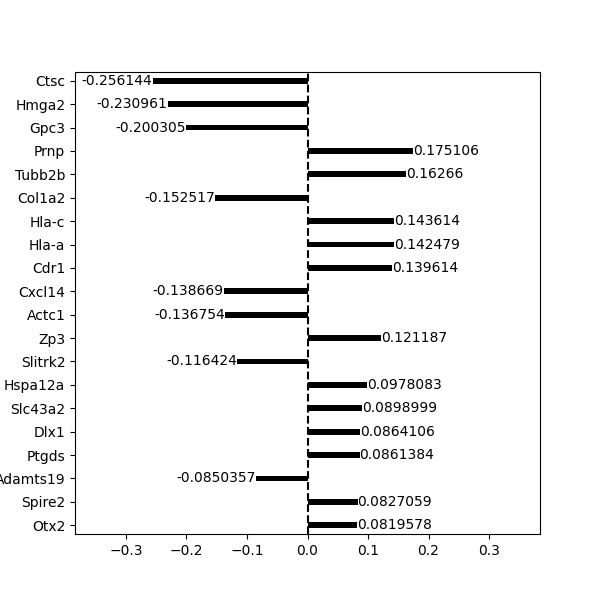 Ctsc -0.256144
Hmga2 -0.230961
Gpc3 -0.200305
Prnp 0.175106
Tubb2b 0.16266
Col1a2 -0.152517
Hla-c 0.143614
Hla-a 0.142479
Cdr1 0.139614
Cxcl14 -0.138669
Actc1 -0.136754
Zp3 0.121187
Slitrk2 -0.116424
Hspa12a 0.0978083
Slc43a2 0.0898999
Dlx1 0.0864106
Ptgds 0.0861384
Adamts19 -0.0850357
Spire2 0.0827059
Otx2 0.0819578
−0.3 −0.2 −0.1 0.0 0.1 0.2 0.3